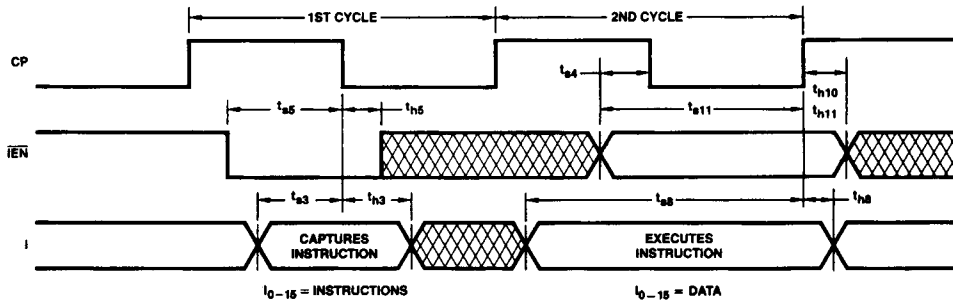 1ST CYCLE 2ND CYCLE
CP
ts4
th10
ts5 th5 ts11 th11
IEN
ts3 th3 ts8 th8
I
CAPTURES INSTRUCTION EXECUTES INSTRUCTION
I0–15 = INSTRUCTIONS I0–15 = DATA